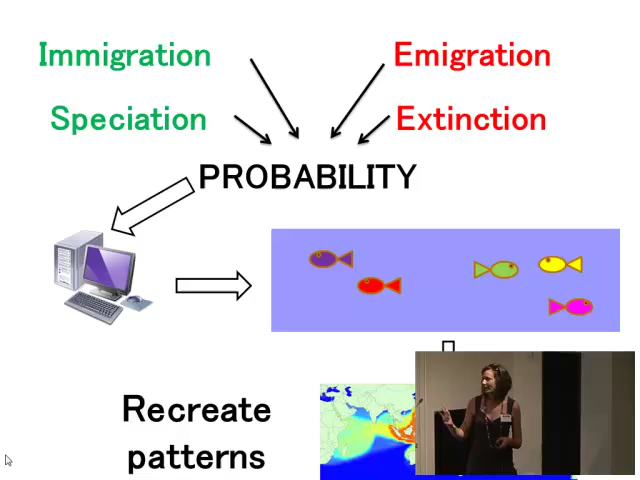 Immigration
Emigration
Speciation
Extinction
PROBABILITY
Recreate
patterns